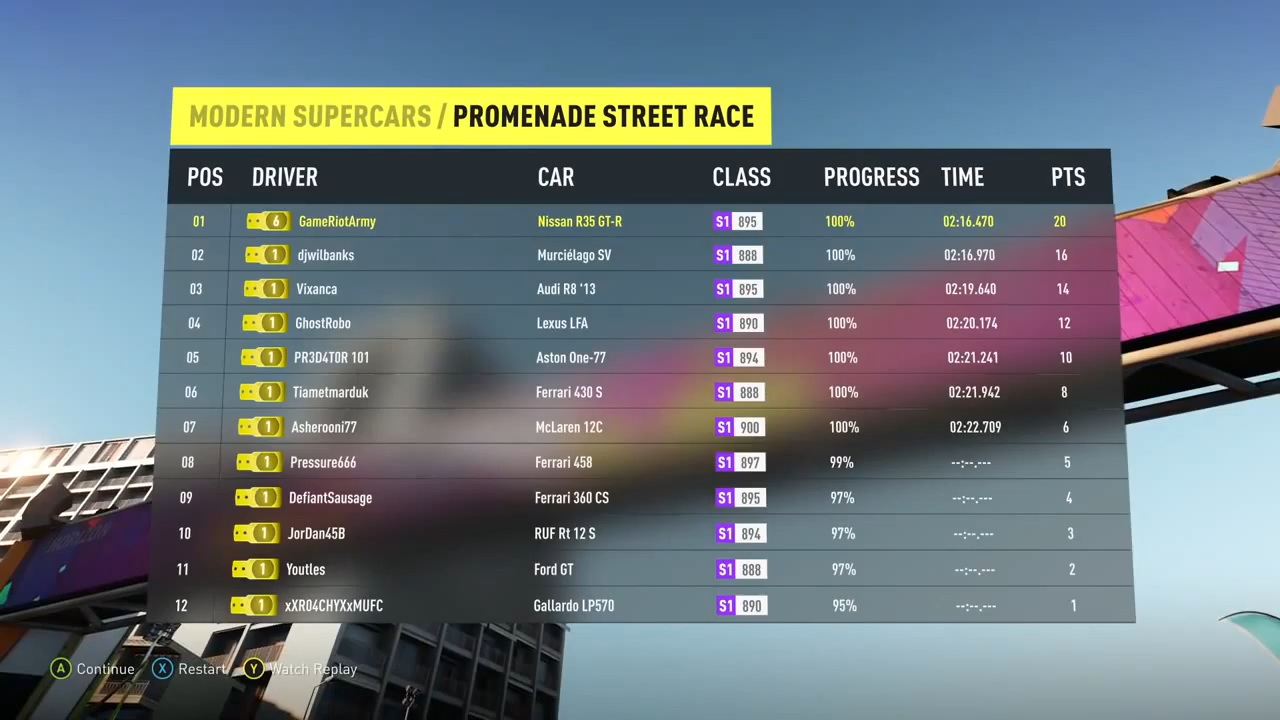 MODERN SUPERCARS / PROMENADE STREET RACE
POS DRIVER CAR CLASS PROGRESS TIME PTS
01 6 GameRiotArmy Nissan R35 GT-R S1 895 100% 02:16.470 20
02 1 djwilbanks Murciélago SV S1 888 100% 02:16.970 16
03 1 Vixanca Audi R8 '13 S1 895 100% 02:19.640 14
04 1 GhostRobo Lexus LFA S1 890 100% 02:20.174 12
05 1 PR3D4T0R 101 Aston One-77 S1 894 100% 02:21.241 10
06 1 Tiametmarduk Ferrari 430 S S1 888 100% 02:21.942 8
07 1 Asherooni77 McLaren 12C S1 900 100% 02:22.709 6
08 1 Pressure666 Ferrari 458 S1 897 99% --:--.--- 5
09 1 DefiantSausage Ferrari 360 CS S1 895 97% --:--.--- 4
10 1 JorDan45B RUF Rt 12 S S1 894 97% --:--.--- 3
11 1 Youtles Ford GT S1 888 97% --:--.--- 2
12 1 xXR04CHYXxMUFC Gallardo LP570 S1 890 95% --:--.--- 1
HORIZON
A Continue X Restart Y Watch Replay